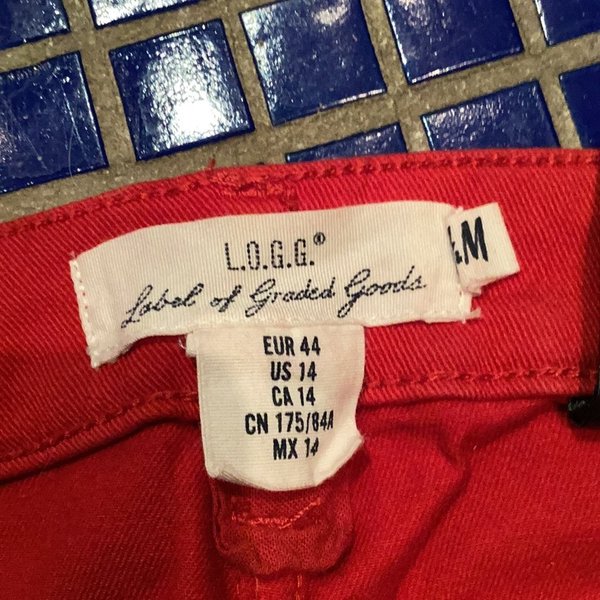 L.O.G.G.®
Label of Graded Goods
&M
EUR 44
US 14
CA 14
CN 175/84A
MX 14